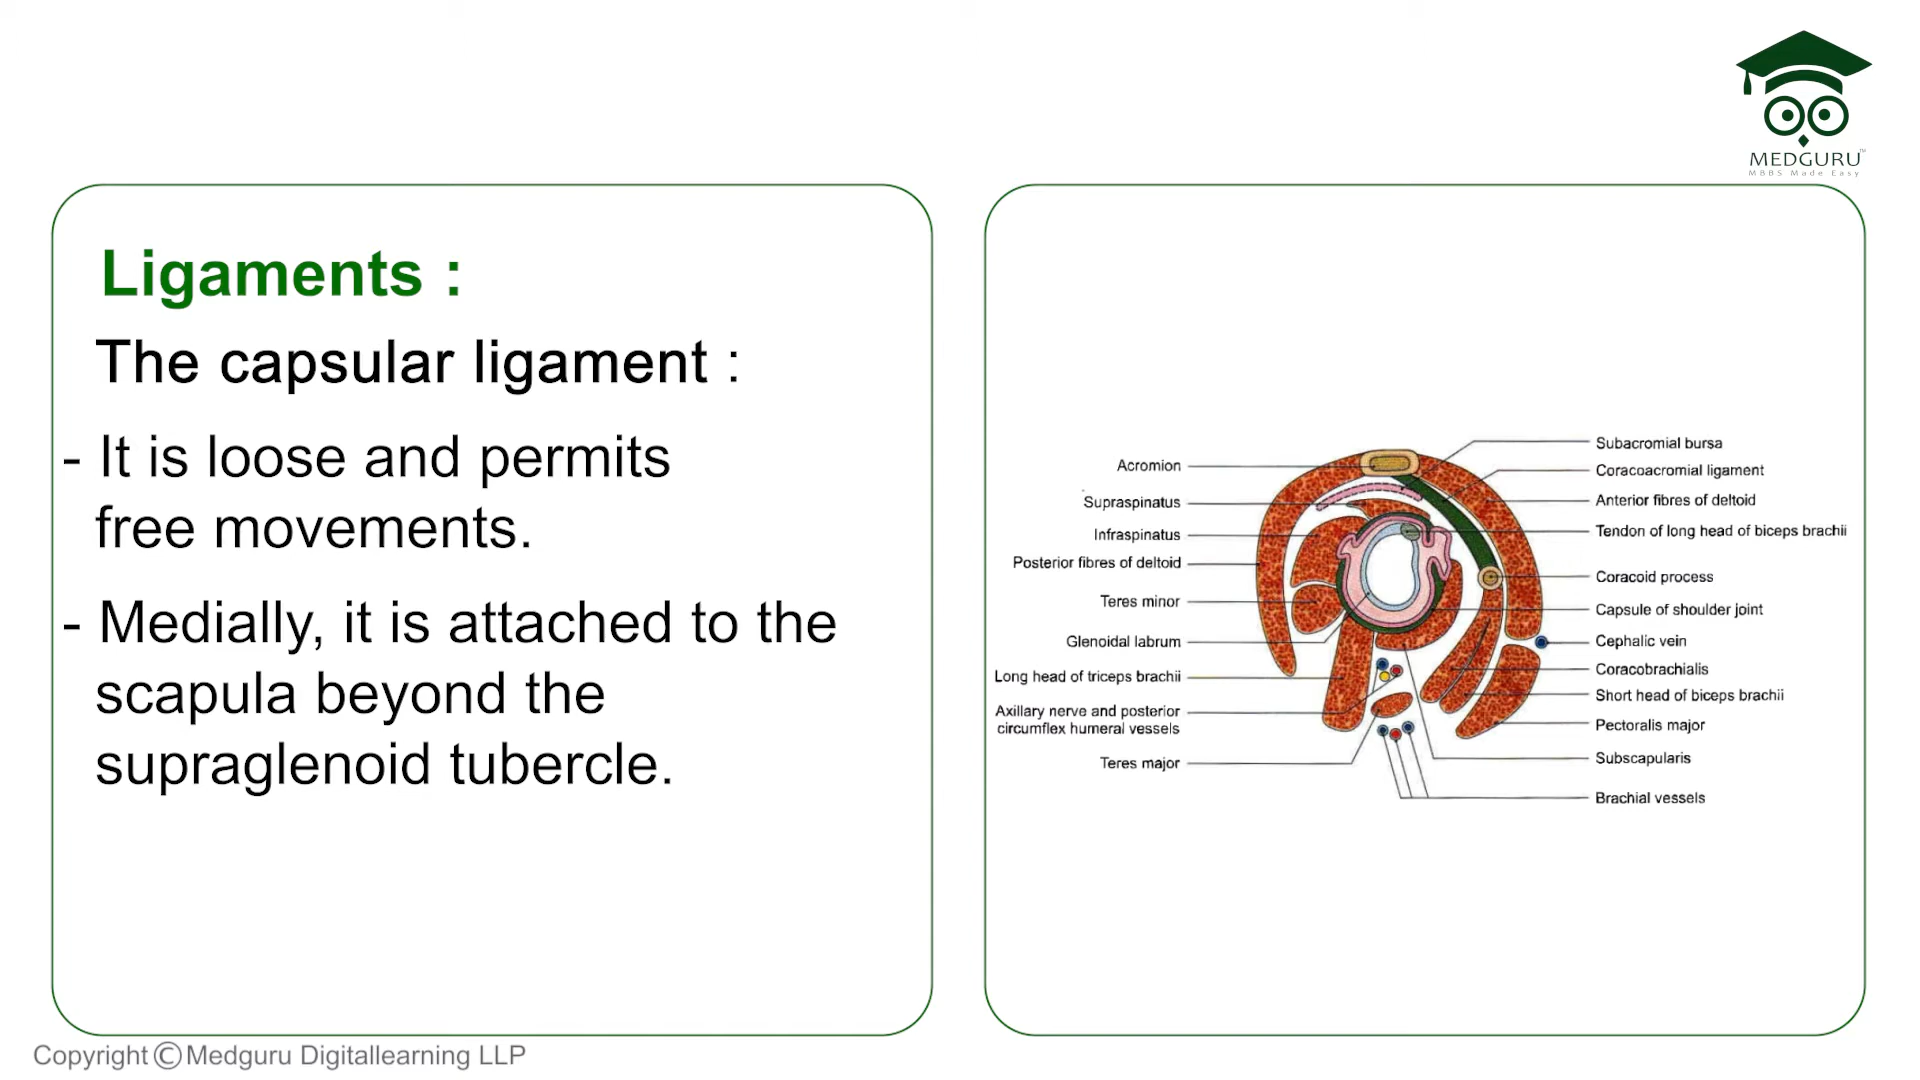 MEDGURU™
MBBS Made Easy
Ligaments :
The capsular ligament :
- It is loose and permits
free movements.
- Medially, it is attached to the
scapula beyond the
supraglenoid tubercle.
Acromion
Supraspinatus
Infraspinatus
Posterior fibres of deltoid
Teres minor
Glenoidal labrum
Long head of triceps brachii
Axillary nerve and posterior
circumflex humeral vessels
Teres major
Subacromial bursa
Coracoacromial ligament
Anterior fibres of deltoid
Tendon of long head of biceps brachii
Coracoid process
Capsule of shoulder joint
Cephalic vein
Coracobrachialis
Short head of biceps brachii
Pectoralis major
Subscapularis
Brachial vessels
Copyright © Medguru Digitallearning LLP